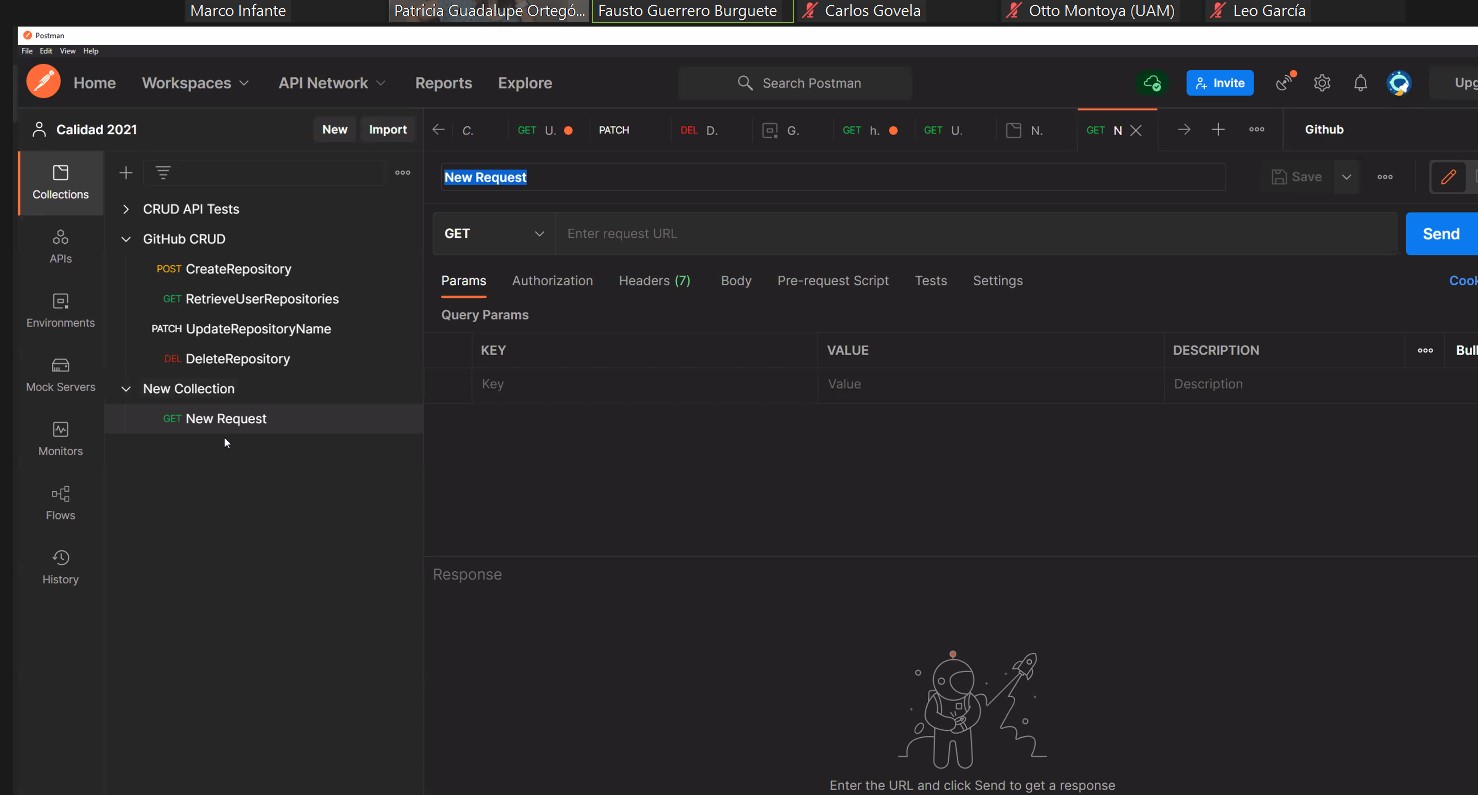 Marco Infante Patricia Guadalupe Ortegó... Fausto Guerrero Burguete Carlos Govela Otto Montoya (UAM) Leo García
Postman
File Edit View Help
Home Workspaces API Network Reports Explore Search Postman Invite Upg
Calidad 2021 New Import C. GET U. PATCH DEL D. G. GET h. GET U. N. GET N Github
Collections
New Request Save
CRUD API Tests
GitHub CRUD
GET Enter request URL Send
APIs
POST CreateRepository
Params Authorization Headers (7) Body Pre-request Script Tests Settings Cook
GET RetrieveUserRepositories
Query Params
Environments
PATCH UpdateRepositoryName
KEY VALUE DESCRIPTION Bull
DEL DeleteRepository
Mock Servers
New Collection
Key Value Description
GET New Request
Monitors
Flows
History
Response
Enter the URL and click Send to get a response